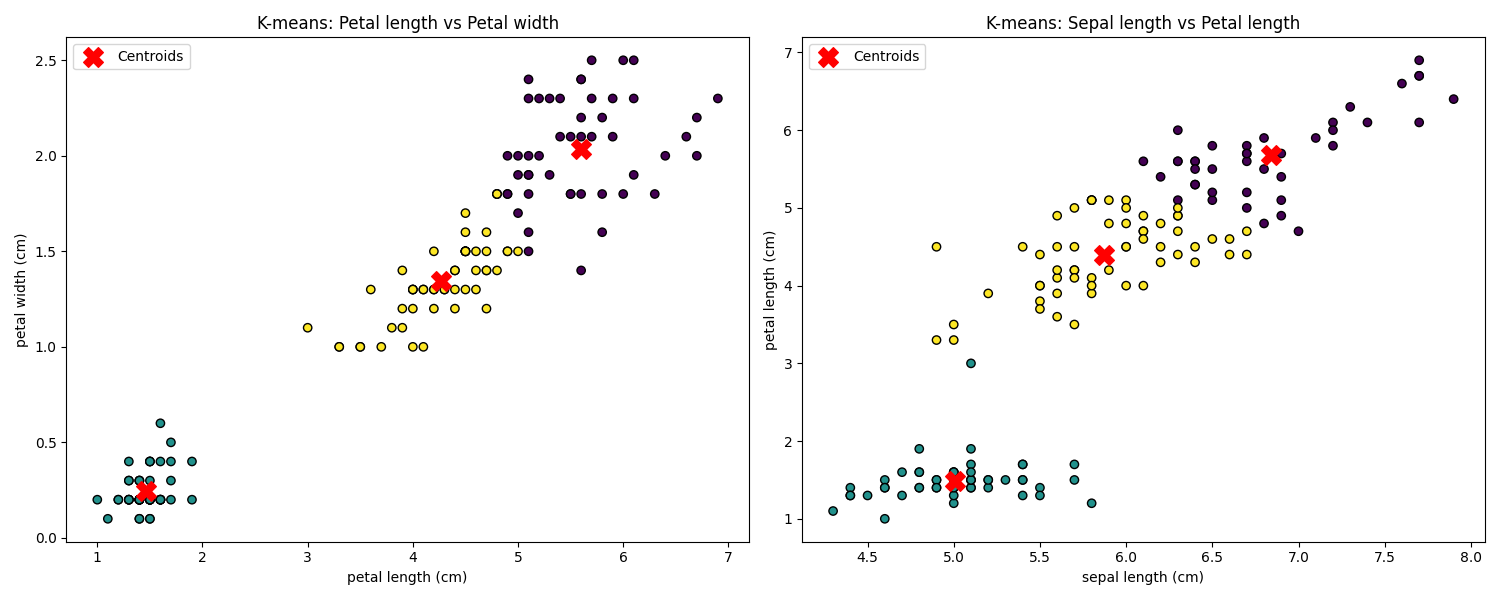 K-means: Petal length vs Petal width
Centroids
2.5
2.0
1.5
1.0
0.5
0.0
petal width (cm)
1 2 3 4 5 6 7
petal length (cm)
K-means: Sepal length vs Petal length
Centroids
7
6
5
4
3
2
1
petal length (cm)
4.5 5.0 5.5 6.0 6.5 7.0 7.5 8.0
sepal length (cm)